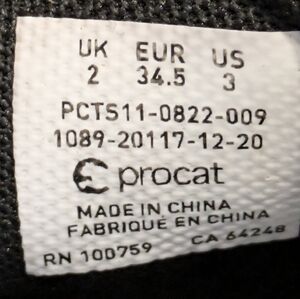 UK EUR US
2 34.5 3
PCTS11-0822-009
1089-20117-12-20
procat
MADE IN CHINA
FABRIQUÉ EN CHINA
RN 100759 CA 64248